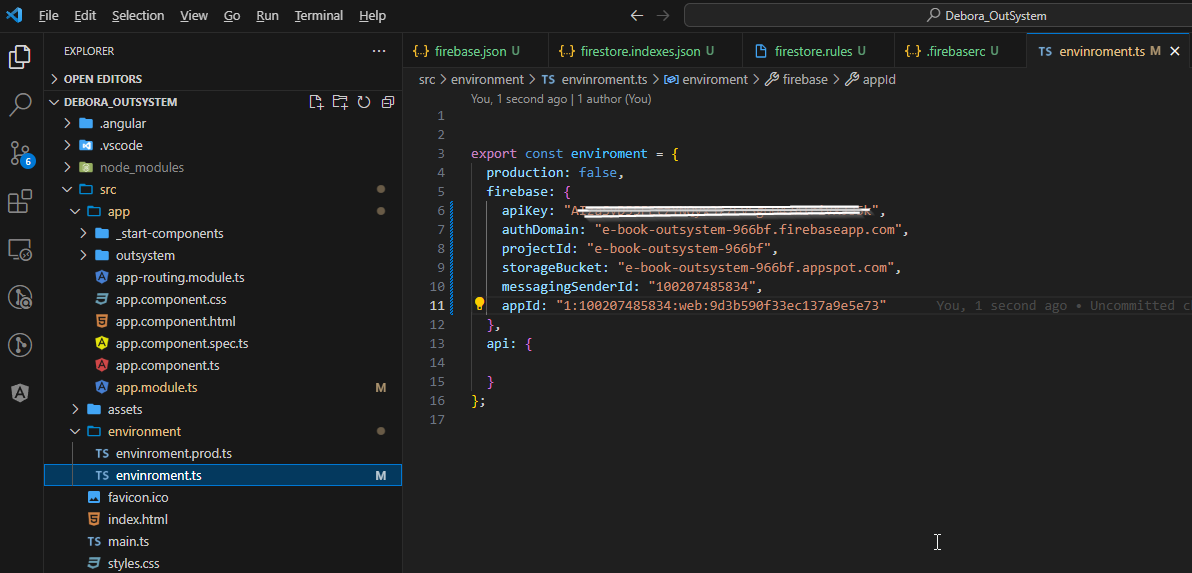 File Edit Selection View Go Run Terminal Help
Debora_OutSystem
EXPLORER
OPEN EDITORS
DEBORA_OUTSYSTEM
.angular
.vscode
node_modules
src
app
_start-components
outsystem
app-routing.module.ts
app.component.css
app.component.html
app.component.spec.ts
app.component.ts
app.module.ts M
assets
environment
envinroment.prod.ts
TS envinroment.ts M
favicon.ico
index.html
main.ts
styles.css
6
{..} firebase.json U
{..} firestore.indexes.json U
firestore.rules U
{..} .firebaserc U
TS envinroment.ts M
src > environment > TS envinroment.ts > enviroment > firebase > appId
You, 1 second ago | 1 author (You)
1
2
3 export const enviroment = {
4 production: false,
5 firebase: {
6 apiKey: "
7 authDomain: "e-book-outsystem-966bf.firebaseapp.com",
8 projectId: "e-book-outsystem-966bf",
9 storageBucket: "e-book-outsystem-966bf.appspot.com",
10 messagingSenderId: "100207485834",
11 appId: "1:100207485834:web:9d3b590f33ec137a9e5e73" You, 1 second ago • Uncommitted c
12 },
13 api: {
14
15 }
16 };
17